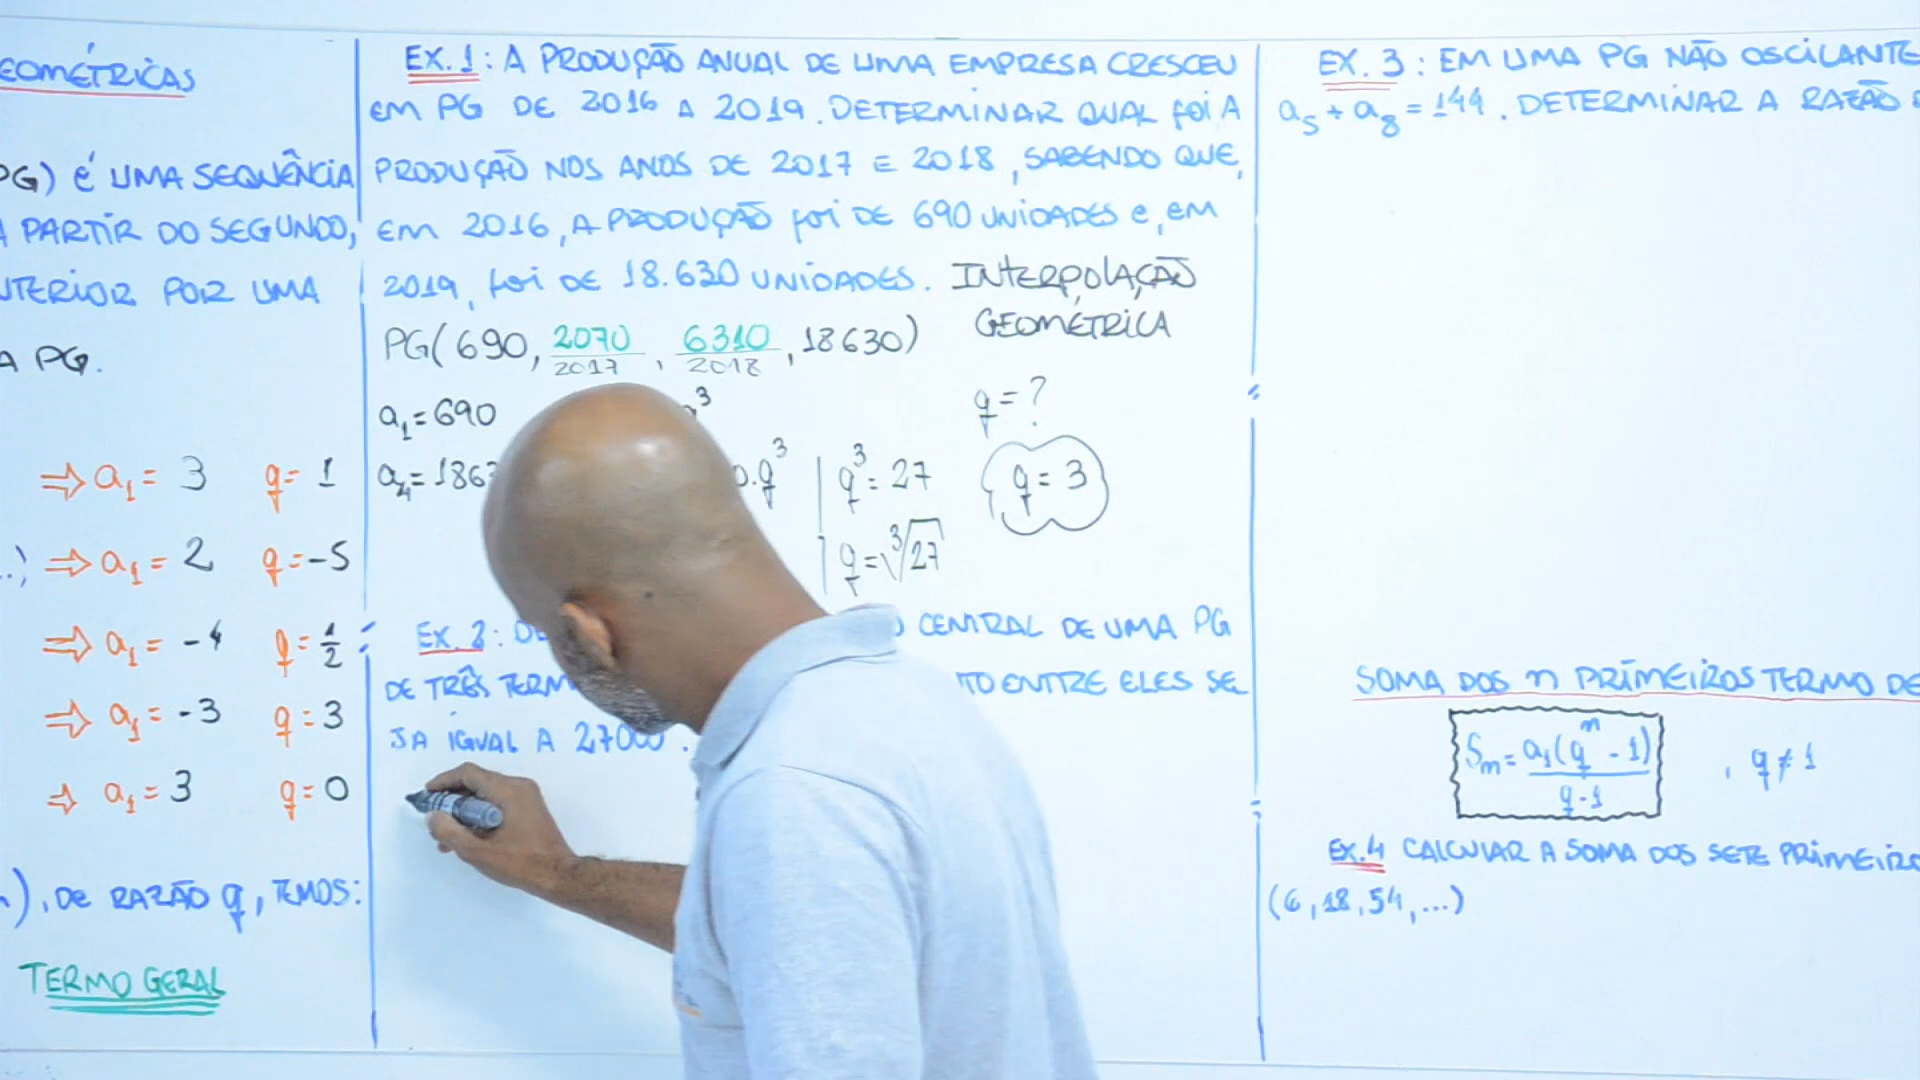 EOMÉTRICAS
PG) É UMA SEQUÊNCIA
A PARTIR DO SEGUNDO,
NTERIOR POR UMA
A PG.
⇒ a₁ = 3 q = 1
..) ⇒ a₁ = 2 q = -5
⇒ a₁ = -4 q = 1/2
⇒ a₁ = -3 q = 3
⇒ a₁ = 3 q = 0
), DE RAZÃO q, TEMOS:
TERMO GERAL
EX. 1: A PRODUÇÃO ANUAL DE UMA EMPRESA CRESCEU
EM PG DE 2016 A 2019. DETERMINAR QUAL FOI A
PRODUÇÃO NOS ANOS DE 2017 E 2018, SABENDO QUE,
EM 2016, A PRODUÇÃO FOI DE 690 UNIDADES E, EM
2019, FOI DE 18.630 UNIDADES. INTERPOLAÇÃO
GEOMÉTRICA
PG(690, 2070, 6310, 18630)
2017, 2018
a₁ = 690 ³ q = ?
a₄ = 1863 0.q³ q³ = 27 q = 3
q = ∛27
EX. 2: DE O CENTRAL DE UMA PG
DE TRÊS TERM TO ENTRE ELES SE
JA IGUAL A 27000.
EX. 3: EM UMA PG NÃO OSCILANTE
a₅ + a₈ = 144. DETERMINAR A RAZÃO D
SOMA DOS n PRIMEIROS TERMO DE
Sn = a₁(qⁿ - 1) / q - 1, q ≠ 1
EX.4 CALCULAR A SOMA DOS SETE PRIMEIRO
(6, 18, 54, ...)